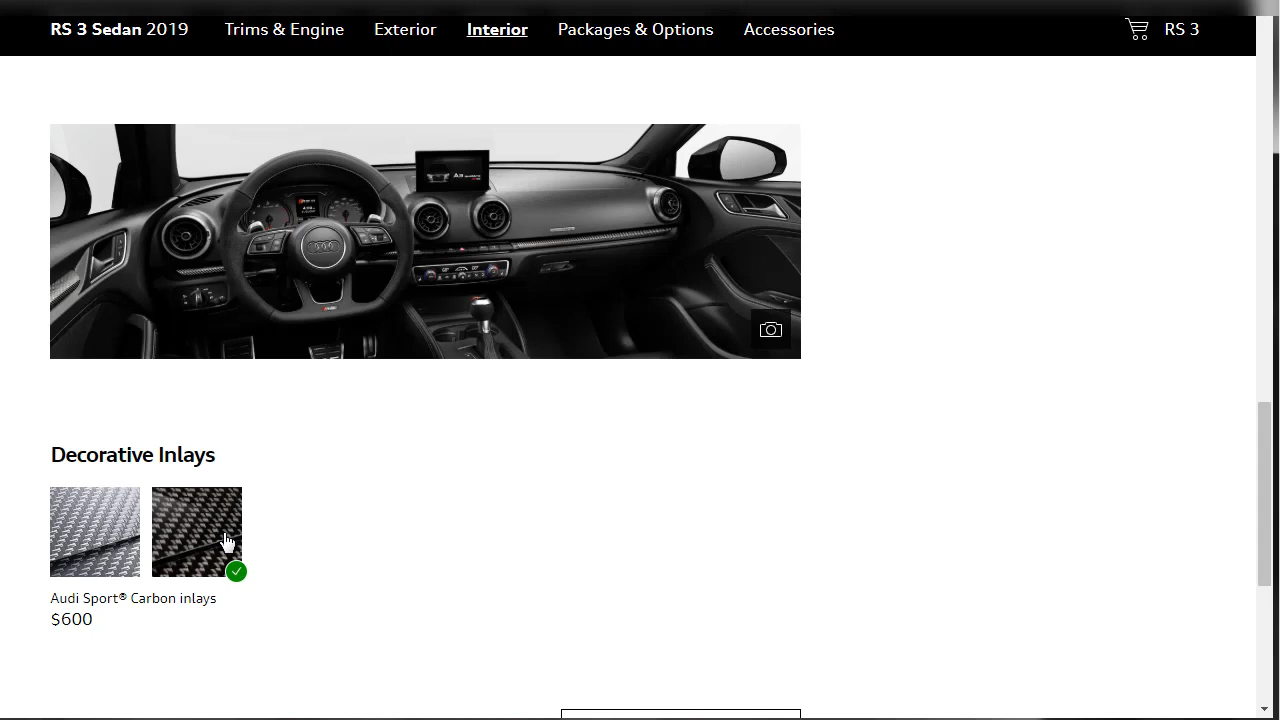 RS 3 Sedan 2019 Trims & Engine Exterior Interior Packages & Options Accessories RS 3
Decorative Inlays
Audi Sport® Carbon inlays
$600